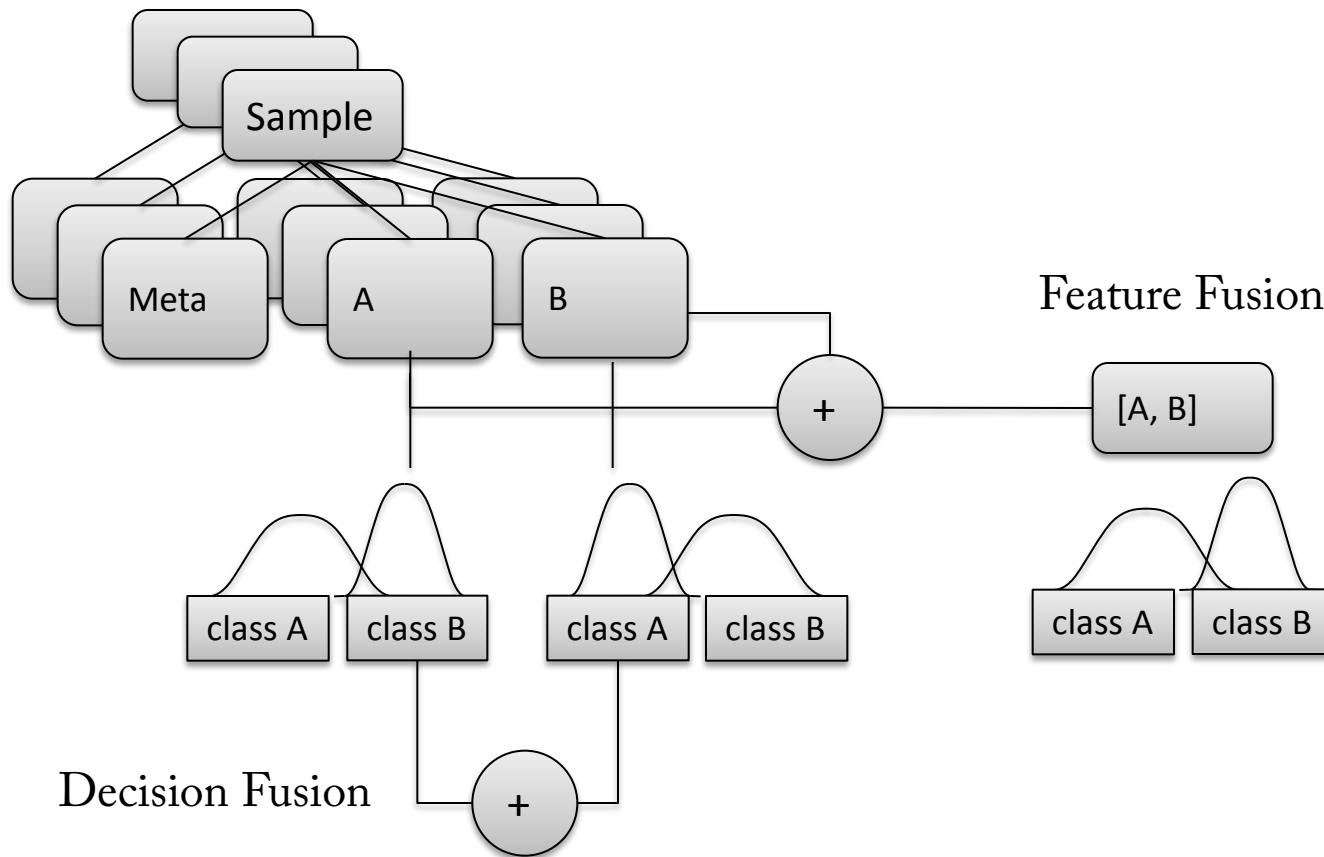 Sample
Meta
A
B
Feature Fusion
+
[A, B]
class A
class B
class A
class B
class A
class B
Decision Fusion
+